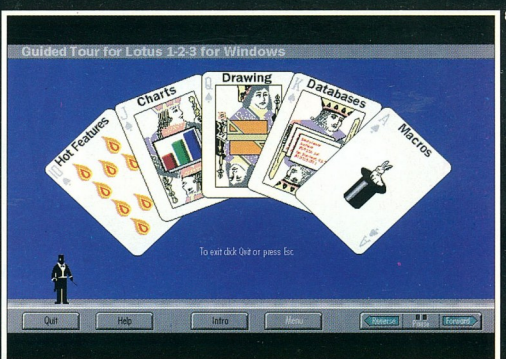 Guided Tour for Lotus 1-2-3 for Windows
10 Hot Features
J Charts
Q Drawing
K Databases
A Macros
To exit click Quit or press Esc
Quit
Help
Intro
Menu
Reverse
Pause
Forward